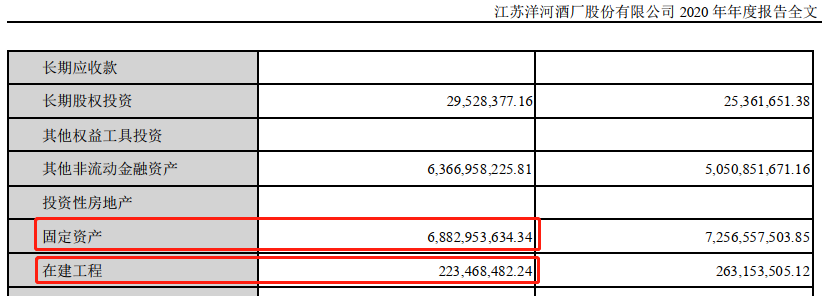 江苏洋河酒厂股份有限公司 2020 年年度报告全文
长期应收款
长期股权投资 29,528,377.16 25,361,651.38
其他权益工具投资
其他非流动金融资产 6,366,958,225.81 5,050,851,671.16
投资性房地产
固定资产 6,882,953,634.34 7,256,557,503.85
在建工程 223,468,482.24 263,153,505.12